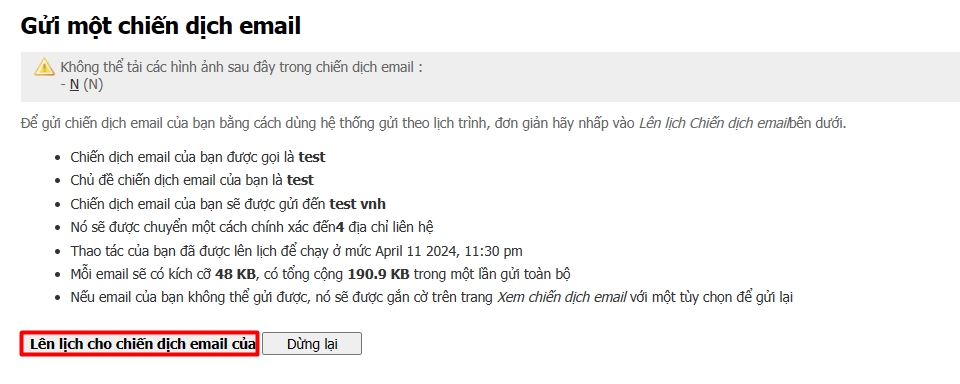 Gửi một chiến dịch email
Không thể tải các hình ảnh sau đây trong chiến dịch email :
- N (N)
Để gửi chiến dịch email của bạn bằng cách dùng hệ thống gửi theo lịch trình, đơn giản hãy nhấp vào Lên lịch Chiến dịch emailbên dưới.
• Chiến dịch email của bạn được gọi là test
• Chủ đề chiến dịch email của bạn là test
• Chiến dịch email của bạn sẽ được gửi đến test vnh
• Nó sẽ được chuyển một cách chính xác đến4 địa chỉ liên hệ
• Thao tác của bạn đã được lên lịch để chạy ở mức April 11 2024, 11:30 pm
• Mỗi email sẽ có kích cỡ 48 KB, có tổng cộng 190.9 KB trong một lần gửi toàn bộ
• Nếu email của bạn không thể gửi được, nó sẽ được gắn cờ trên trang Xem chiến dịch email với một tùy chọn để gửi lại
Lên lịch cho chiến dịch email của Dừng lại